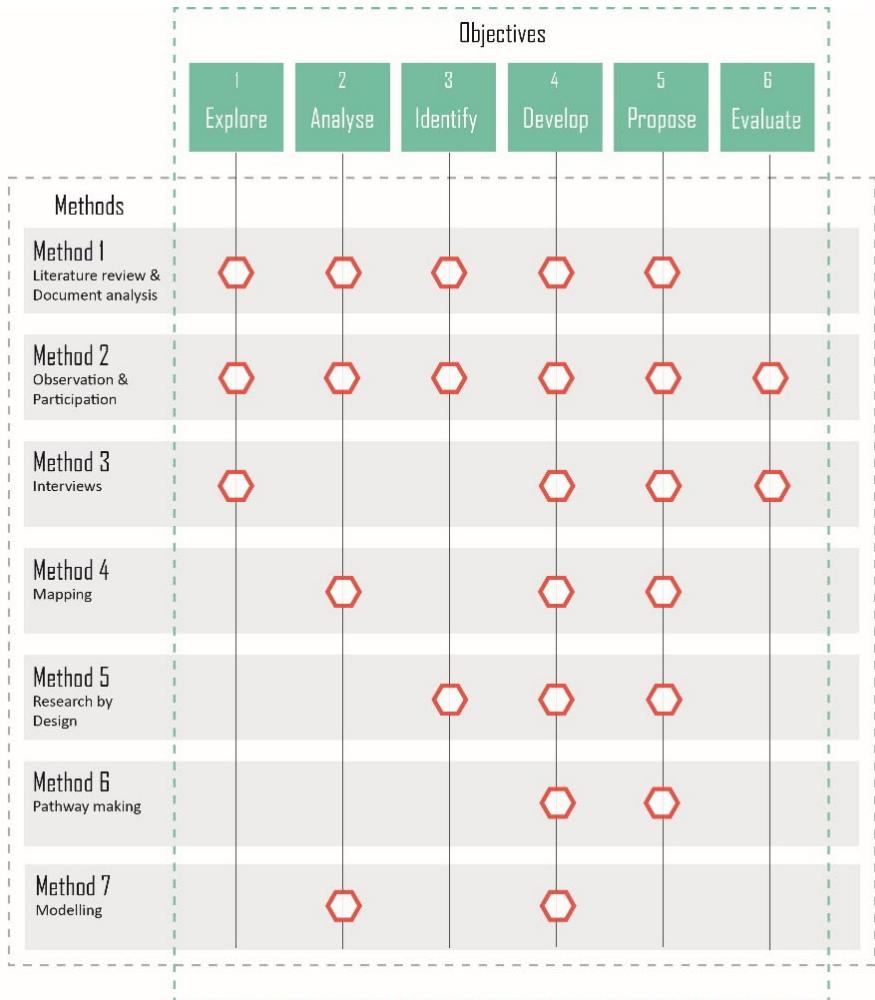 Objectives
1
Explore
2
Analyse
3
Identify
4
Develop
5
Propose
6
Evaluate
Methods
Method 1
Literature review &
Document analysis
Method 2
Observation &
Participation
Method 3
Interviews
Method 4
Mapping
Method 5
Research by
Design
Method 6
Pathway making
Method 7
Modelling